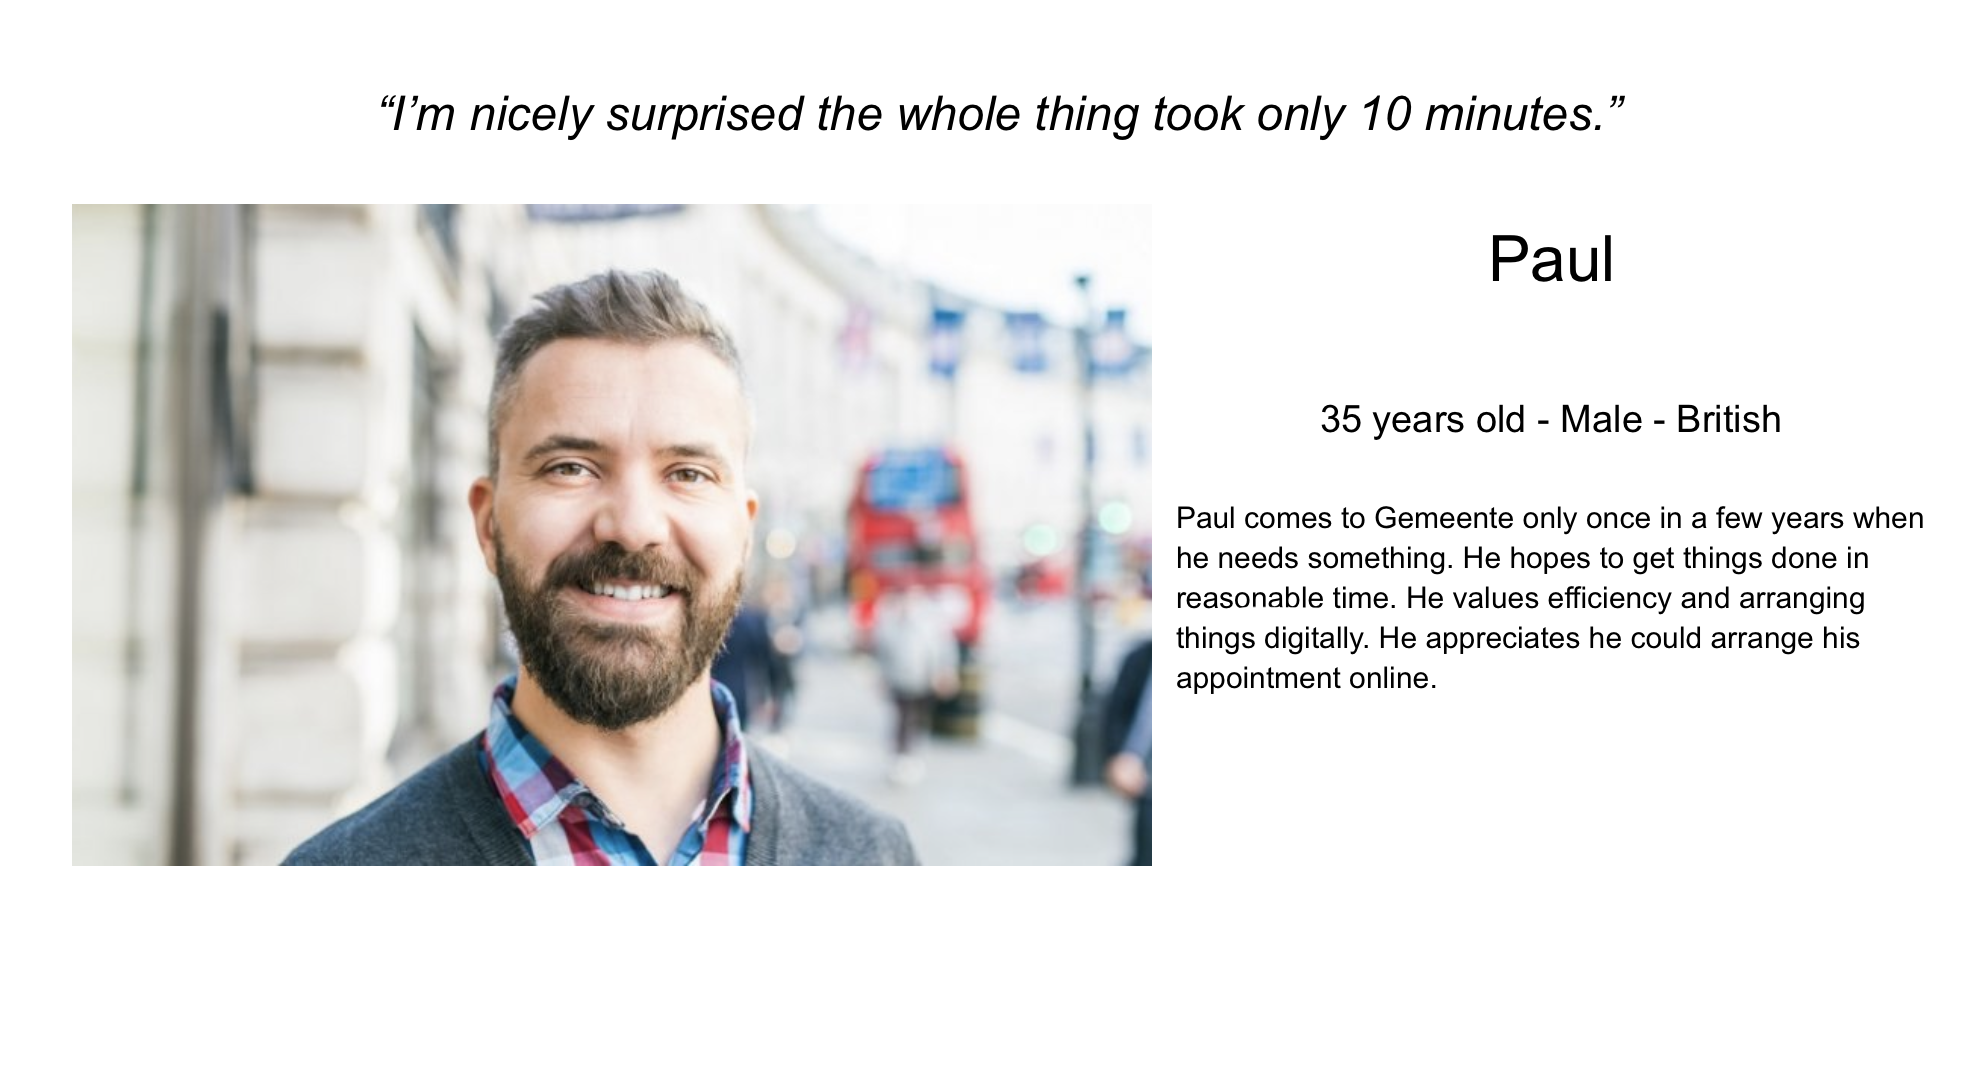 “I’m nicely surprised the whole thing took only 10 minutes.”
Paul
35 years old - Male - British
Paul comes to Gemeente only once in a few years when
he needs something. He hopes to get things done in
reasonable time. He values efficiency and arranging
things digitally. He appreciates he could arrange his
appointment online.